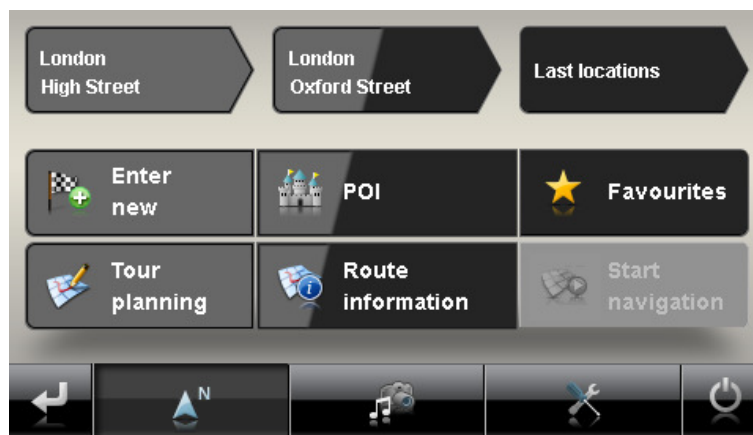 London
High Street
London
Oxford Street
Last locations
Enter
new
POI
Favourites
Tour
planning
Route
information
Start
navigation
N